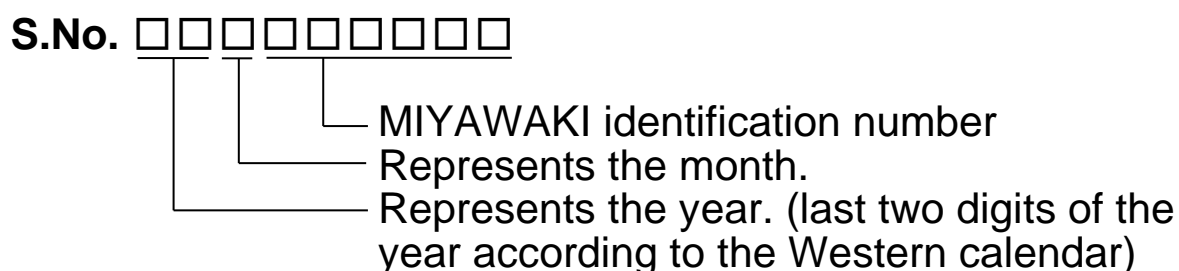 S.No. □□□□□□□□□
MIYAWAKI identification number
Represents the month.
Represents the year. (last two digits of the
year according to the Western calendar)